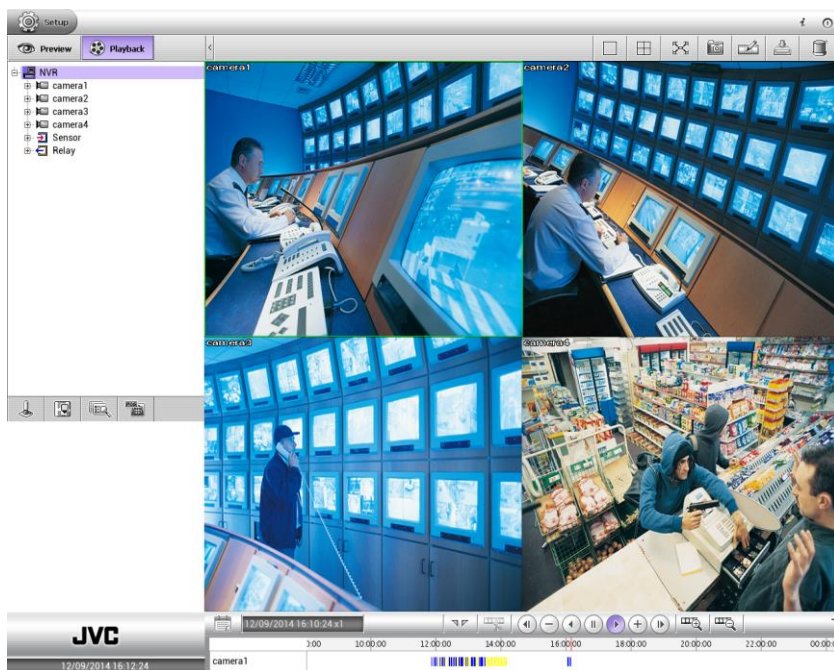 Setup
Preview
Playback
NVR
camera1
camera2
camera3
camera4
Sensor
Relay
camera1
camera2
camera3
camera4
12/09/2014 16:10:24 x1
JVC
12/09/2014 16:12:24
10:00:00 12:00:00 14:00:00 16:00:00 18:00:00 20:00:00 22:00:00
camera1